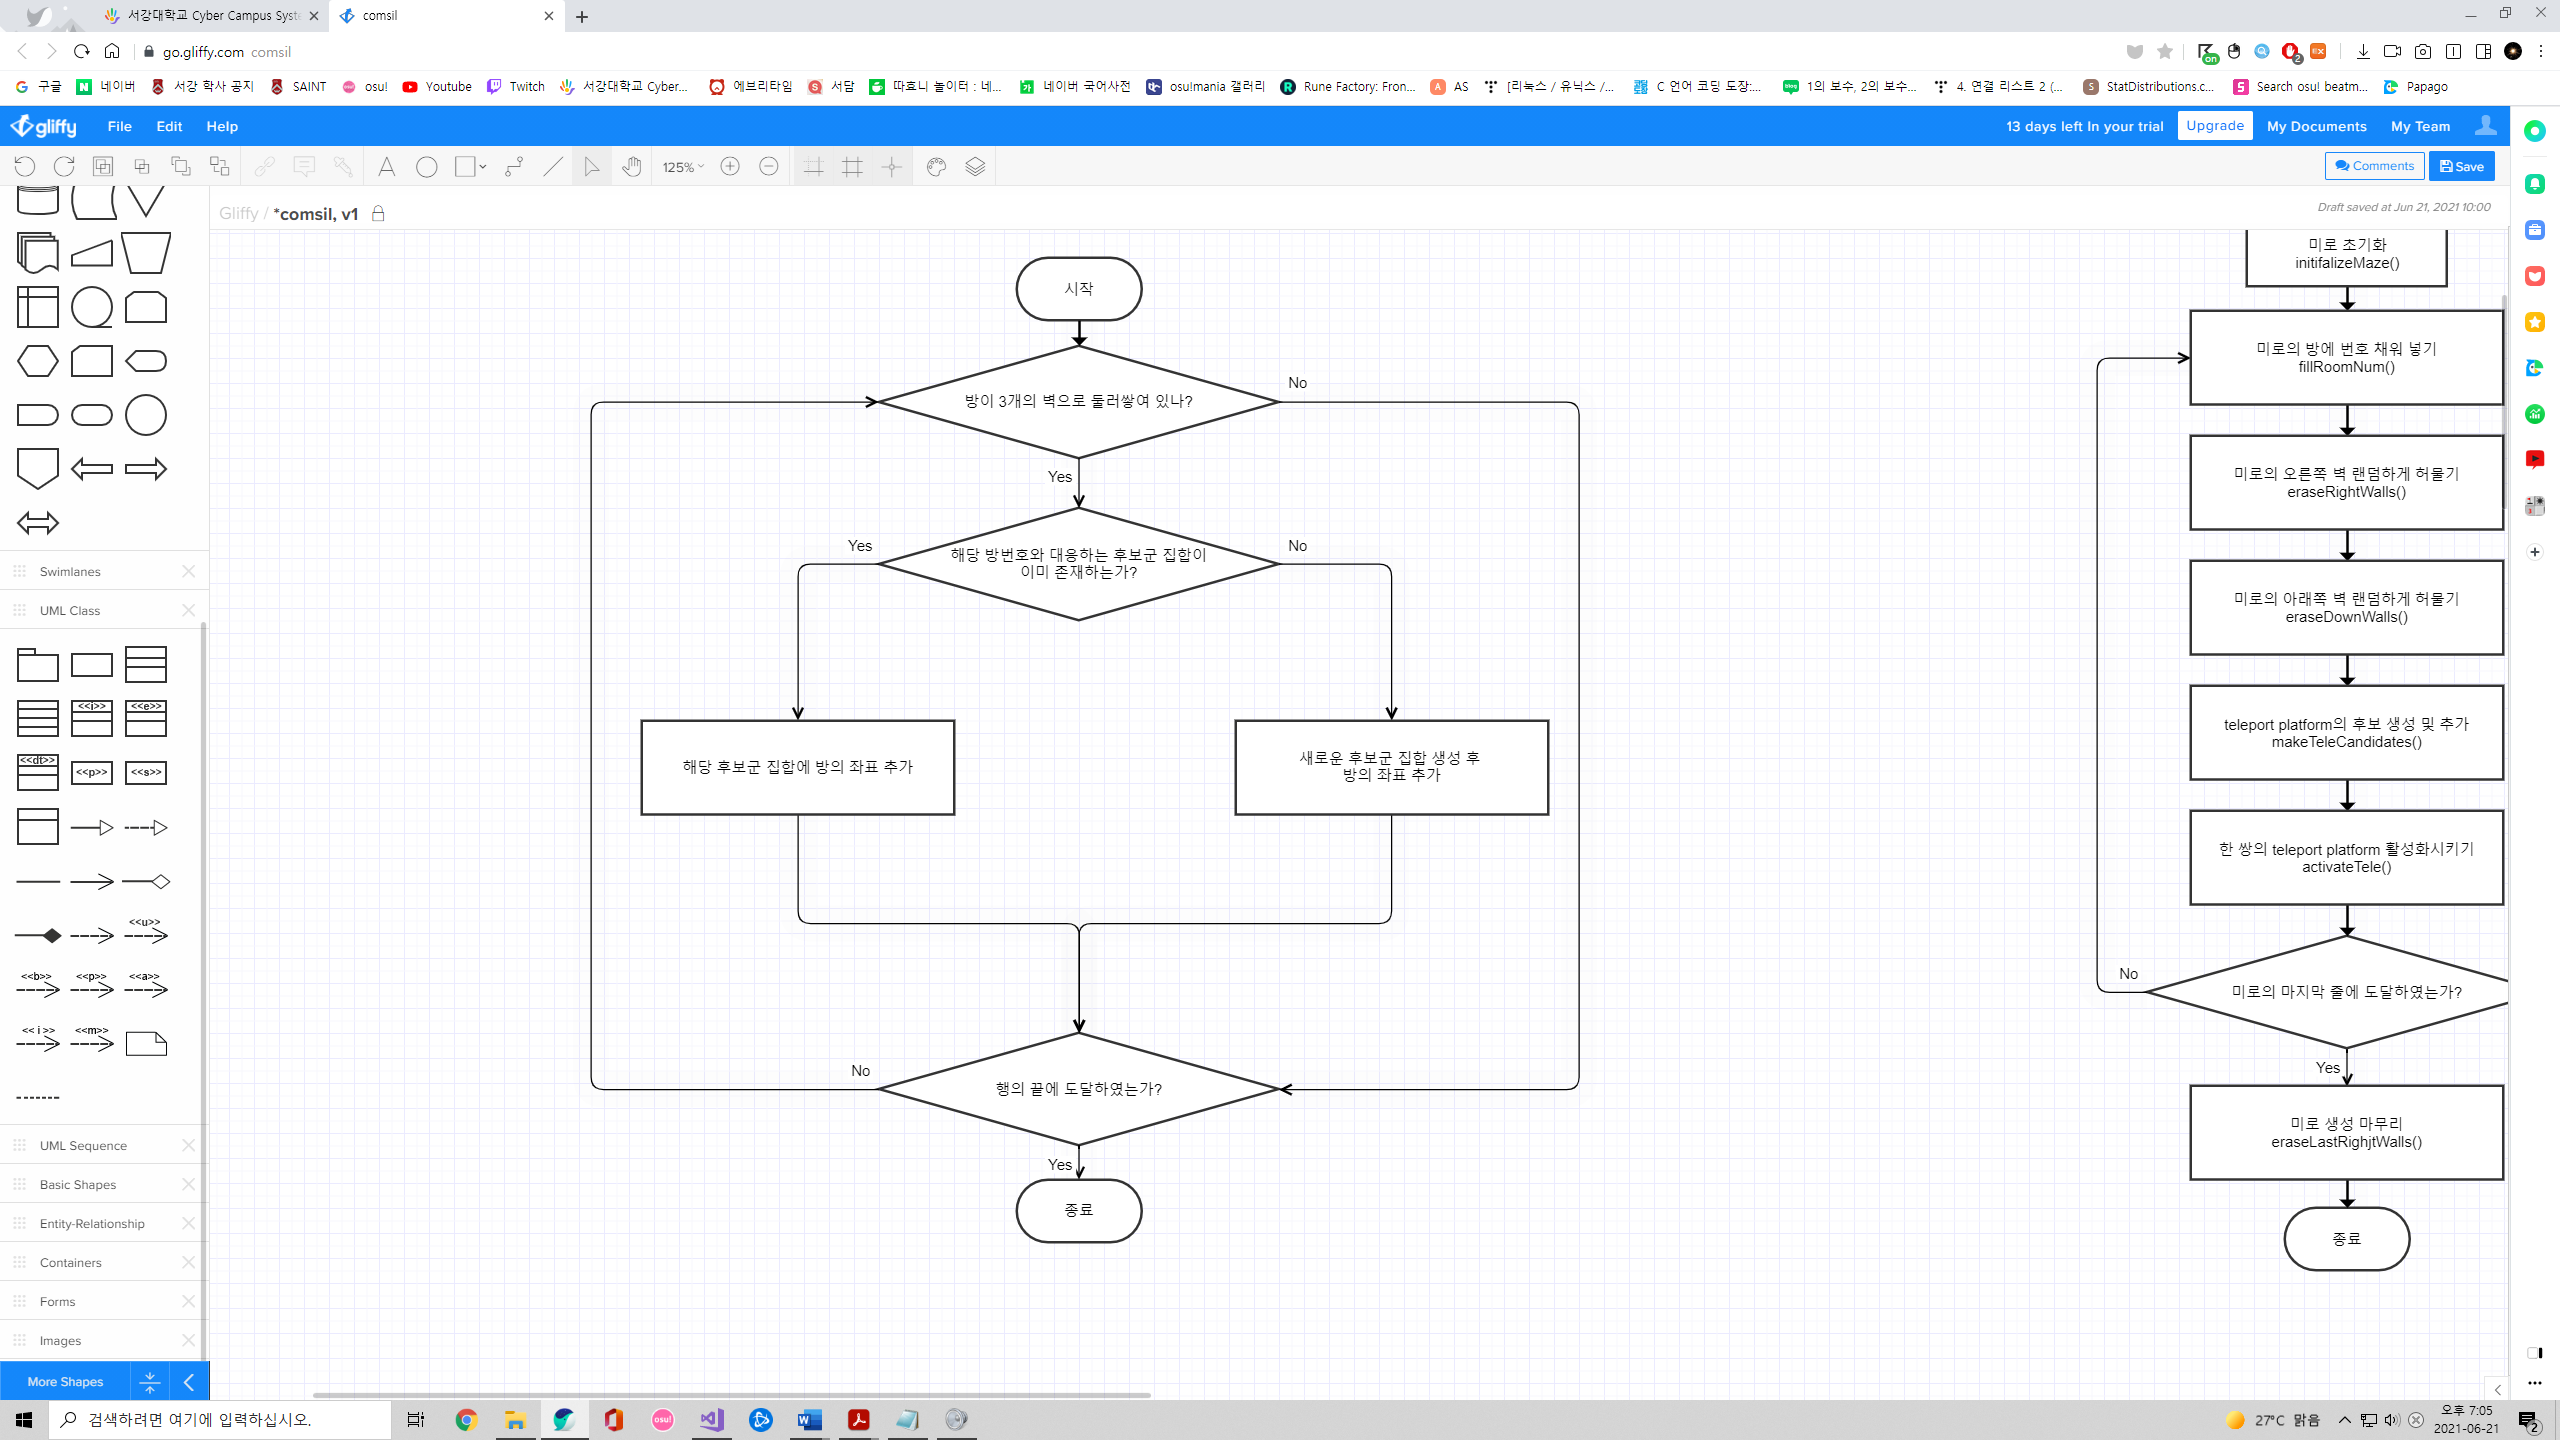 서강대학교 Cyber Campus Syst
comsil
go.gliffy.com comsil
on
2
구글
네이버
서강 학사 공지
SAINT
osu!
Youtube
Twitch
서강대학교 Cyber...
에브리타임
서담
따효니 놀이터 : 네...
네이버 국어사전
osu!mania 갤러리
Rune Factory: Fron...
AS
[리눅스 / 유닉스 /...
C 언어 코딩 도장:...
1의 보수, 2의 보수...
4. 연결 리스트 2 (...
StatDistributions.c...
Search osu! beatm...
Papago
gliffy
File
Edit
Help
13 days left In your trial
Upgrade
My Documents
My Team
125%
Comments
Save
Gliffy / *comsil, v1
Draft saved at Jun 21, 2021 10:00
Swimlanes
UML Class
<<i>>
<<e>>
<<dt>>
<<p>>
<<s>>
<<u>>
<<b>>
<<p>>
<<a>>
<< i >>
<<m>>
UML Sequence
Basic Shapes
Entity-Relationship
Containers
Forms
Images
More Shapes
시작
방이 3개의 벽으로 둘러쌓여 있나?
No
Yes
해당 방번호와 대응하는 후보군 집합이
이미 존재하는가?
Yes
No
해당 후보군 집합에 방의 좌표 추가
새로운 후보군 집합 생성 후
방의 좌표 추가
행의 끝에 도달하였는가?
No
Yes
종료
미로 초기화
initifalizeMaze()
미로의 방에 번호 채워 넣기
fillRoomNum()
미로의 오른쪽 벽 랜덤하게 허물기
eraseRightWalls()
미로의 아래쪽 벽 랜덤하게 허물기
eraseDownWalls()
teleport platform의 후보 생성 및 추가
makeTeleCandidates()
한 쌍의 teleport platform 활성화시키기
activateTele()
미로의 마지막 줄에 도달하였는가?
No
Yes
미로 생성 마무리
eraseLastRighjtWalls()
종료
검색하려면 여기에 입력하십시오.
osu!
27°C 맑음
오후 7:05
2021-06-21
2